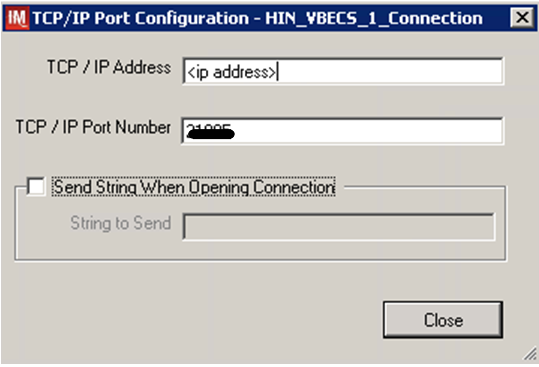 IM TCP/IP Port Configuration - HIN_VBECS_1_Connection
TCP / IP Address <ip address>
TCP / IP Port Number
Send String When Opening Connection
String to Send
Close